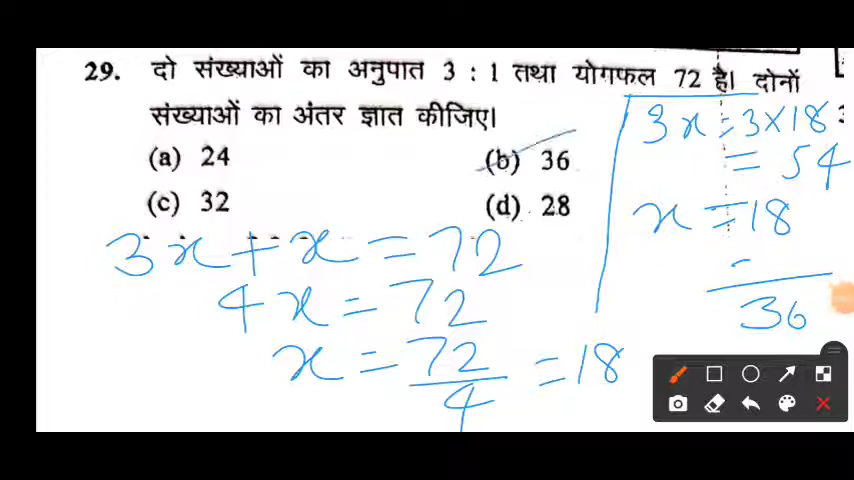 29. दो संख्याओं का अनुपात 3 : 1 तथा योगफल 72 है। दोनों
संख्याओं का अंतर ज्ञात कीजिए।
(a) 24 (b) 36
(c) 32 (d) 28
3x + x = 72
4x = 72
x = 72/4 = 18
3x = 3 × 18
= 54
x = 18
-
36